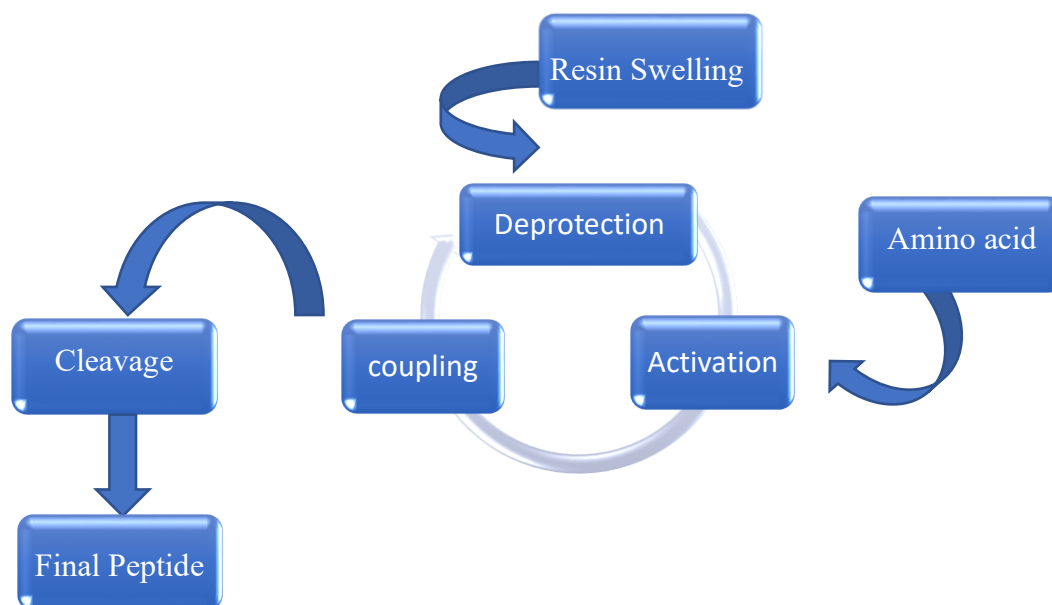 Resin Swelling
Deprotection
Amino acid
Activation
coupling
Cleavage
Final Peptide